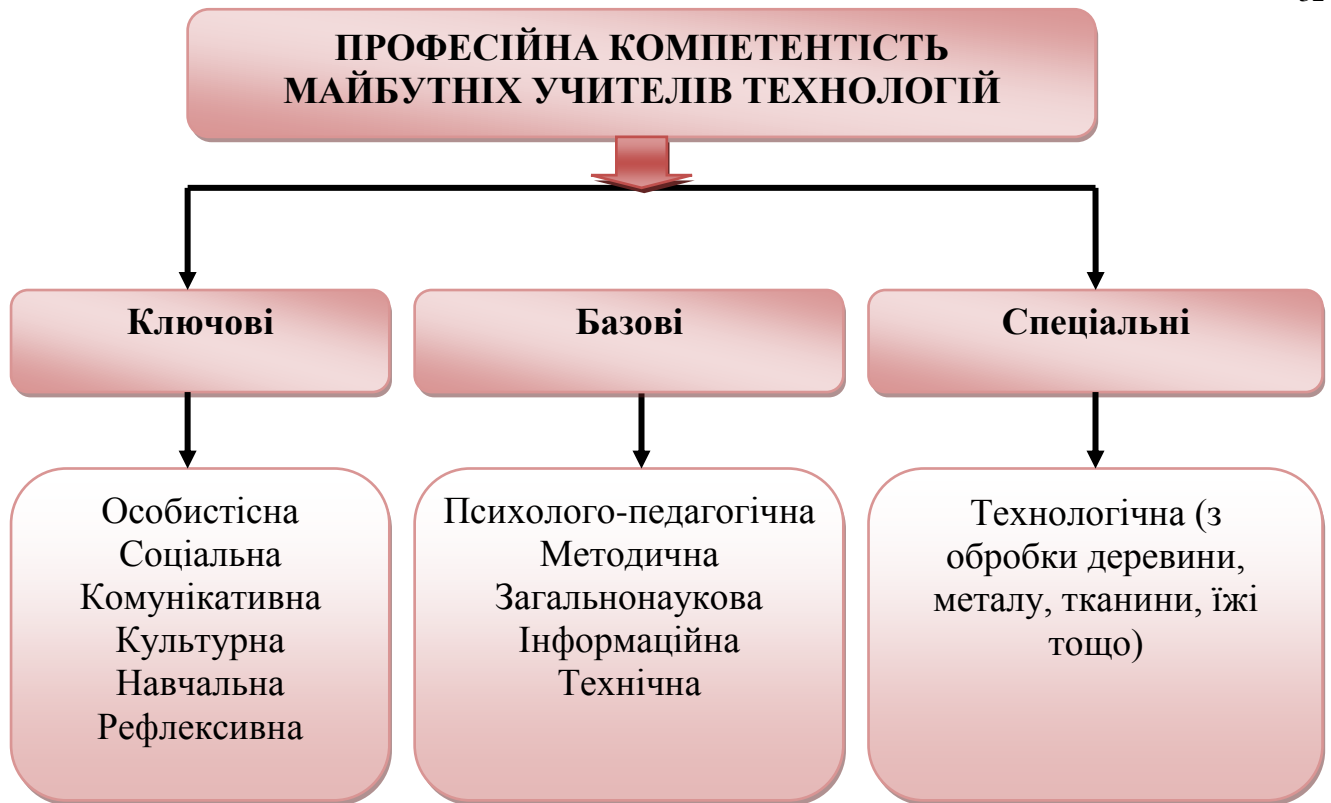 ПРОФЕСІЙНА КОМПЕТЕНТІСТЬ
МАЙБУТНІХ УЧИТЕЛІВ ТЕХНОЛОГІЙ
Ключові
Базові
Спеціальні
Особистісна
Соціальна
Комунікативна
Культурна
Навчальна
Рефлексивна
Психолого-педагогічна
Методична
Загальнонаукова
Інформаційна
Технічна
Технологічна (з
обробки деревини,
металу, тканини, їжі
тощо)